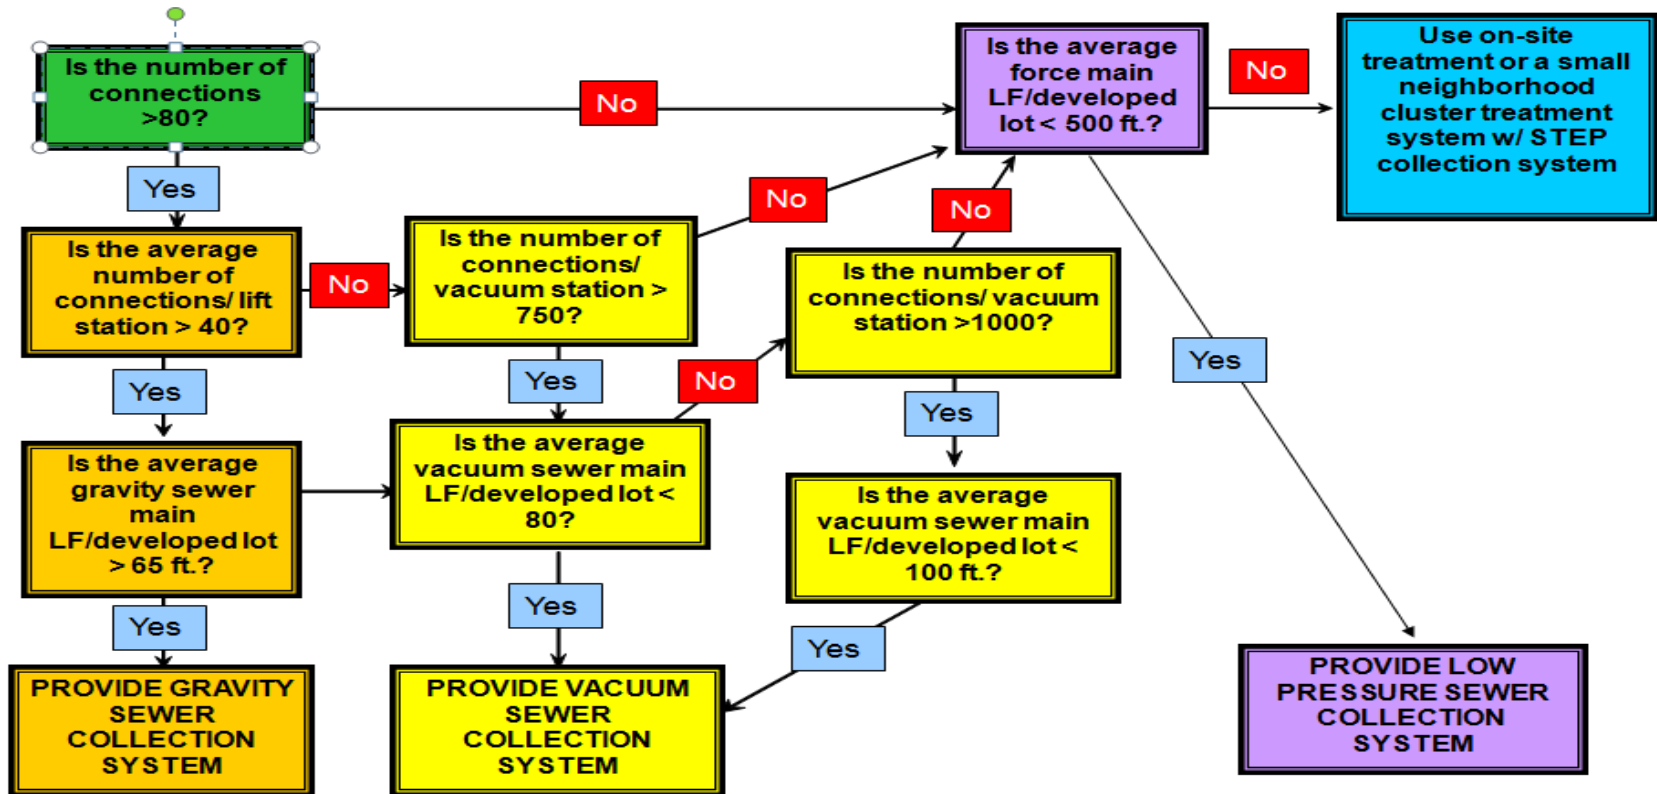 Is the number of
connections
>80?
No
Is the average
force main
LF/developed
lot < 500 ft.?
No
Use on-site
treatment or a small
neighborhood
cluster treatment
system w/ STEP
collection system
Yes
Is the average
number of
connections/ lift
station > 40?
No
Is the number of
connections/
vacuum station >
750?
No
No
Is the number of
connections/ vacuum
station >1000?
Yes
Yes
Yes
No
Yes
Is the average
gravity sewer
main
LF/developed lot
> 65 ft.?
Is the average
vacuum sewer main
LF/developed lot <
80?
Is the average
vacuum sewer main
LF/developed lot <
100 ft.?
Yes
Yes
Yes
PROVIDE GRAVITY
SEWER
COLLECTION
SYSTEM
PROVIDE VACUUM
SEWER
COLLECTION
SYSTEM
PROVIDE LOW
PRESSURE SEWER
COLLECTION
SYSTEM